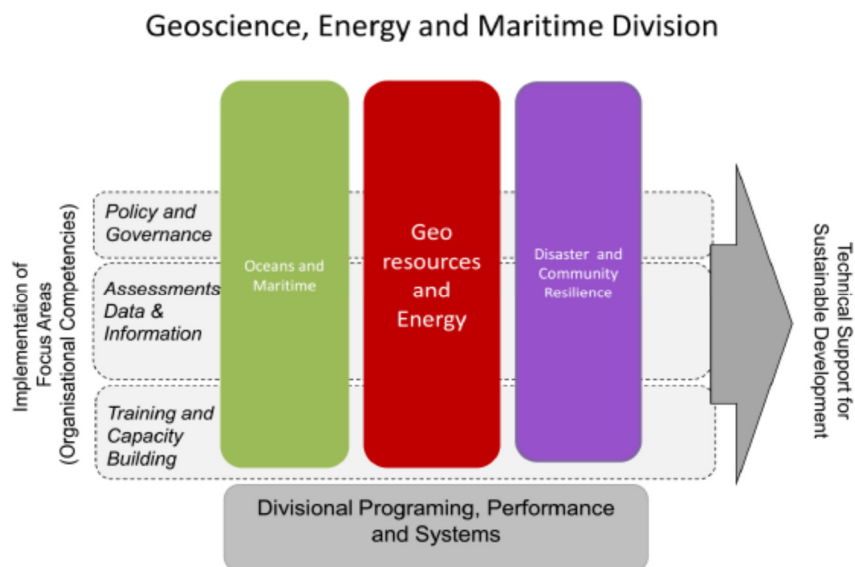 Geoscience, Energy and Maritime Division
Implementation of
Focus Areas
(Organisational Competencies)
Policy and
Governance
Assessments
Data &
Information
Training and
Capacity
Building
Oceans and
Maritime
Geo
resources
and
Energy
Disaster and
Community
Resilience
Technical Support for
Sustainable Development
Divisional Programing, Performance
and Systems